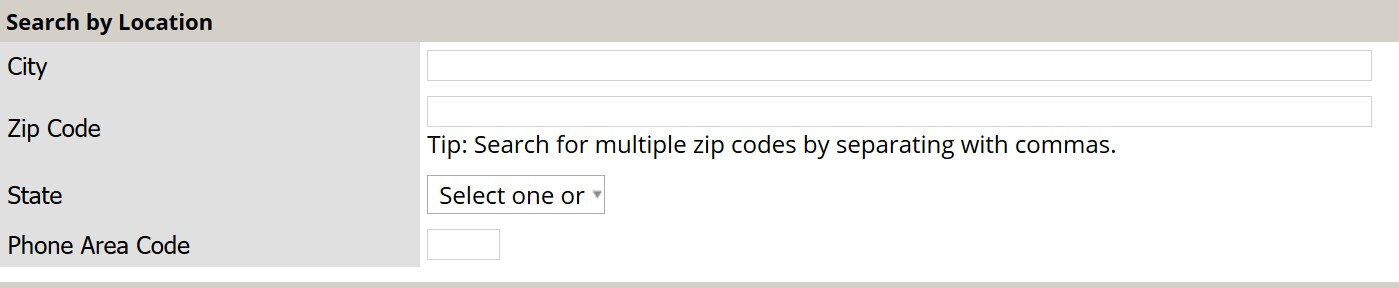 Search by Location
City
Zip Code
Tip: Search for multiple zip codes by separating with commas.
State
Select one or
Phone Area Code